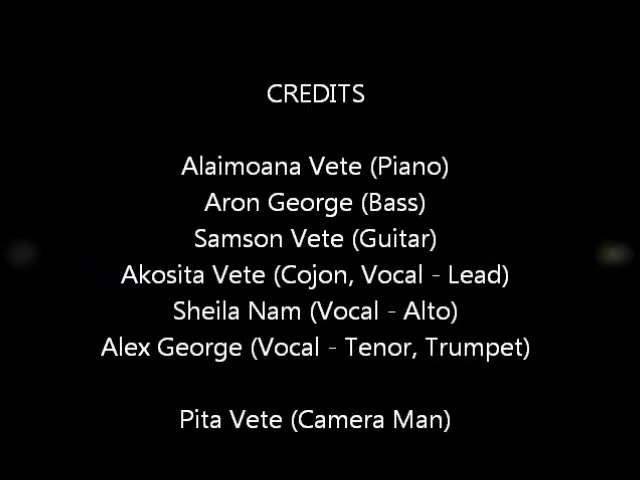 CREDITS
Alaimoana Vete (Piano)
Aron George (Bass)
Samson Vete (Guitar)
Akosita Vete (Cojon, Vocal - Lead)
Sheila Nam (Vocal - Alto)
Alex George (Vocal - Tenor, Trumpet)
Pita Vete (Camera Man)